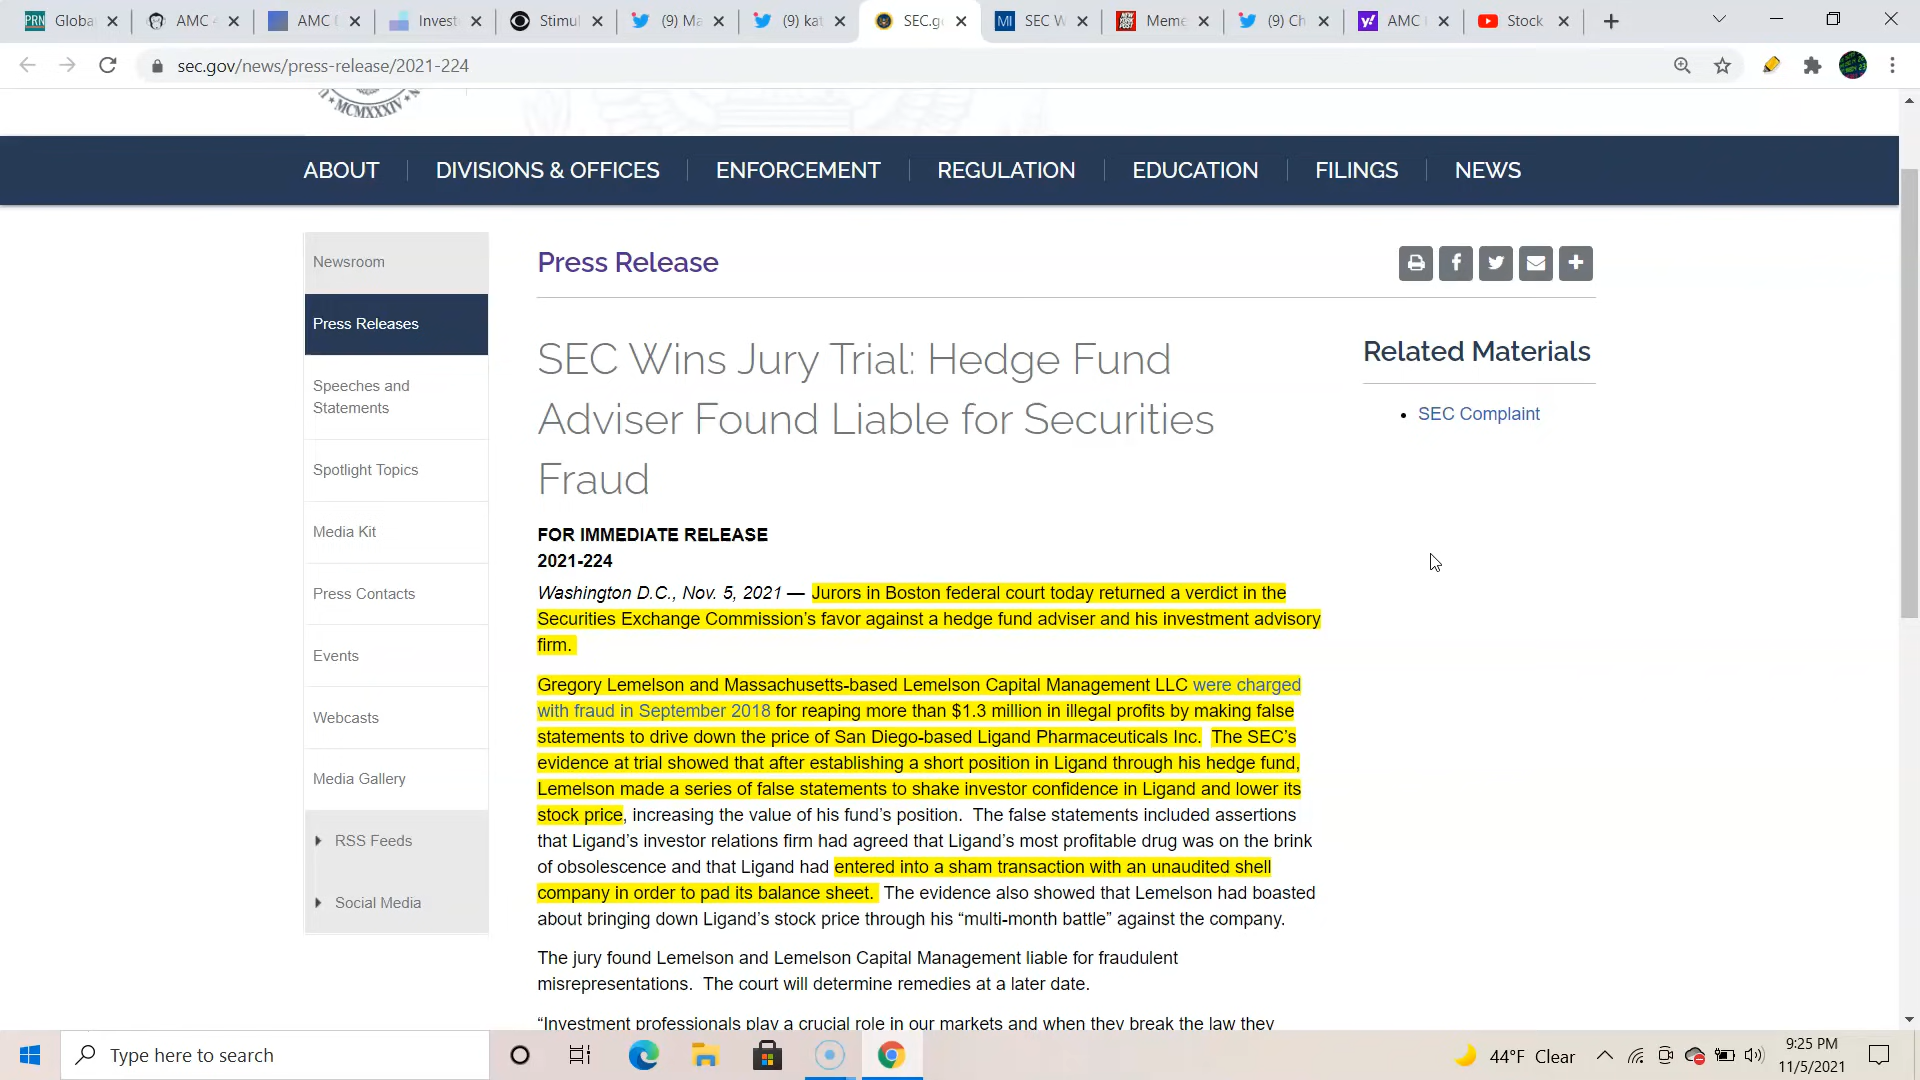 Globa
AMC 4
AMC D
Invest
Stimul
(9) Ma
(9) kat
SEC.g
SEC W
Meme
(9) Ch
AMC
Stock
sec.gov/news/press-release/2021-224
MCMXXXIV
ABOUT
DIVISIONS & OFFICES
ENFORCEMENT
REGULATION
EDUCATION
FILINGS
NEWS
Newsroom
Press Releases
Speeches and
Statements
Spotlight Topics
Media Kit
Press Contacts
Events
Webcasts
Media Gallery
RSS Feeds
Social Media
Press Release
SEC Wins Jury Trial: Hedge Fund
Adviser Found Liable for Securities
Fraud
FOR IMMEDIATE RELEASE
2021-224
Washington D.C., Nov. 5, 2021 — Jurors in Boston federal court today returned a verdict in the
Securities Exchange Commission's favor against a hedge fund adviser and his investment advisory
firm.
Gregory Lemelson and Massachusetts-based Lemelson Capital Management LLC were charged
with fraud in September 2018 for reaping more than $1.3 million in illegal profits by making false
statements to drive down the price of San Diego-based Ligand Pharmaceuticals Inc. The SEC's
evidence at trial showed that after establishing a short position in Ligand through his hedge fund,
Lemelson made a series of false statements to shake investor confidence in Ligand and lower its
stock price, increasing the value of his fund's position. The false statements included assertions
that Ligand's investor relations firm had agreed that Ligand's most profitable drug was on the brink
of obsolescence and that Ligand had entered into a sham transaction with an unaudited shell
company in order to pad its balance sheet. The evidence also showed that Lemelson had boasted
about bringing down Ligand's stock price through his “multi-month battle” against the company.
The jury found Lemelson and Lemelson Capital Management liable for fraudulent
misrepresentations. The court will determine remedies at a later date.
“Investment professionals play a crucial role in our markets and when they break the law they
Related Materials
SEC Complaint
Type here to search
44°F Clear
9:25 PM
11/5/2021